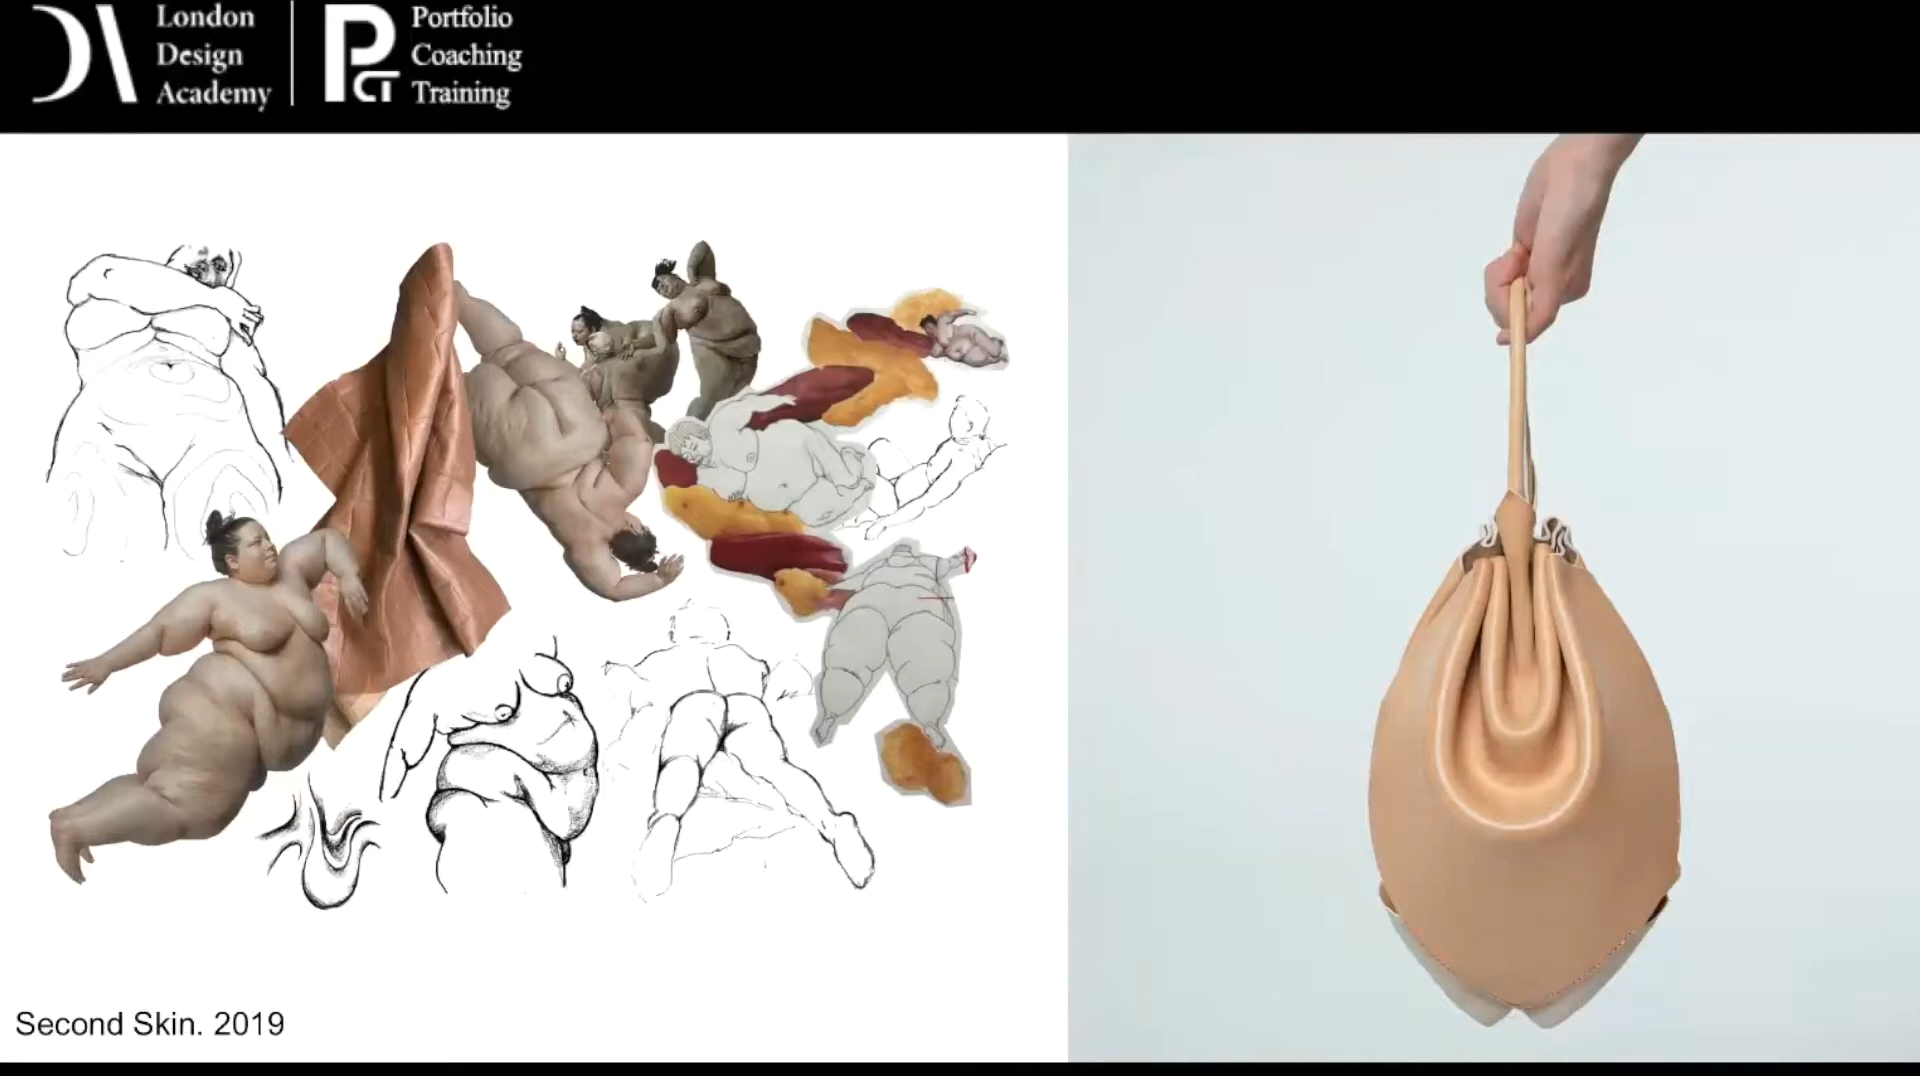 London
Design
Academy
Portfolio
Coaching
Training
Second Skin. 2019